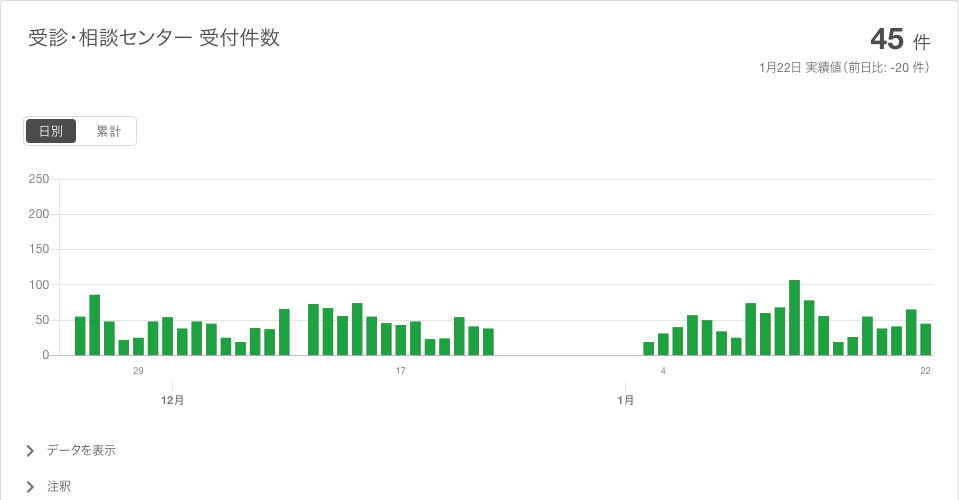 受診・相談センター 受付件数
45 件
1月22日 実績値（前日比: -20 件）
日別 累計
250
200
150
100
50
0
29 17 4 22
12月 1月
データを表示
注釈